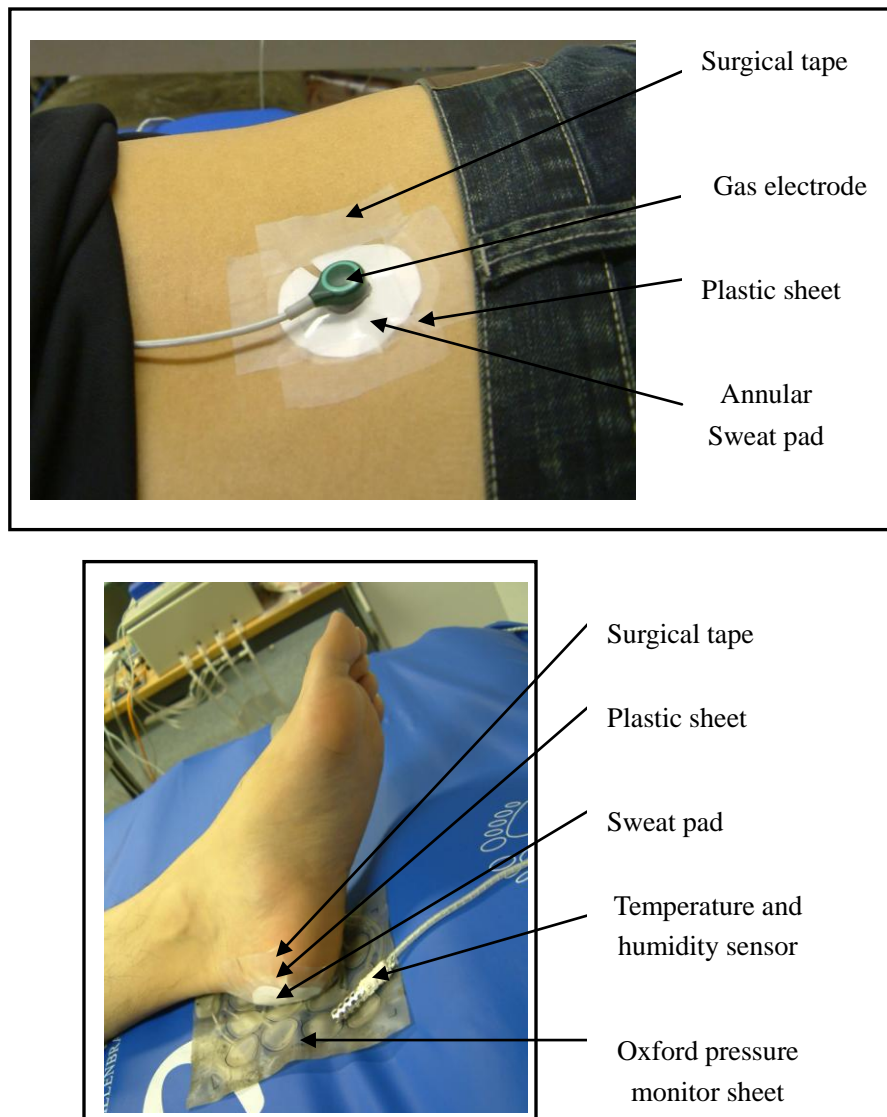 Surgical tape
Gas electrode
Plastic sheet
Annular
Sweat pad
Surgical tape
Plastic sheet
Sweat pad
Temperature and
humidity sensor
Oxford pressure
monitor sheet